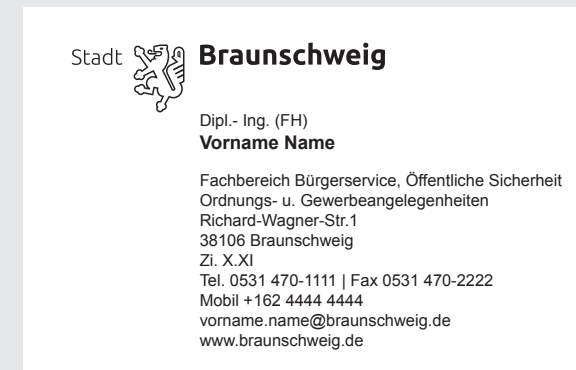 Stadt Braunschweig
Dipl.- Ing. (FH)
Vorname Name
Fachbereich Bürgerservice, Öffentliche Sicherheit
Ordnungs- u. Gewerbeangelegenheiten
Richard-Wagner-Str.1
38106 Braunschweig
Zi. X.XI
Tel. 0531 470-1111 | Fax 0531 470-2222
Mobil +162 4444 4444
vorname.name@braunschweig.de
www.braunschweig.de